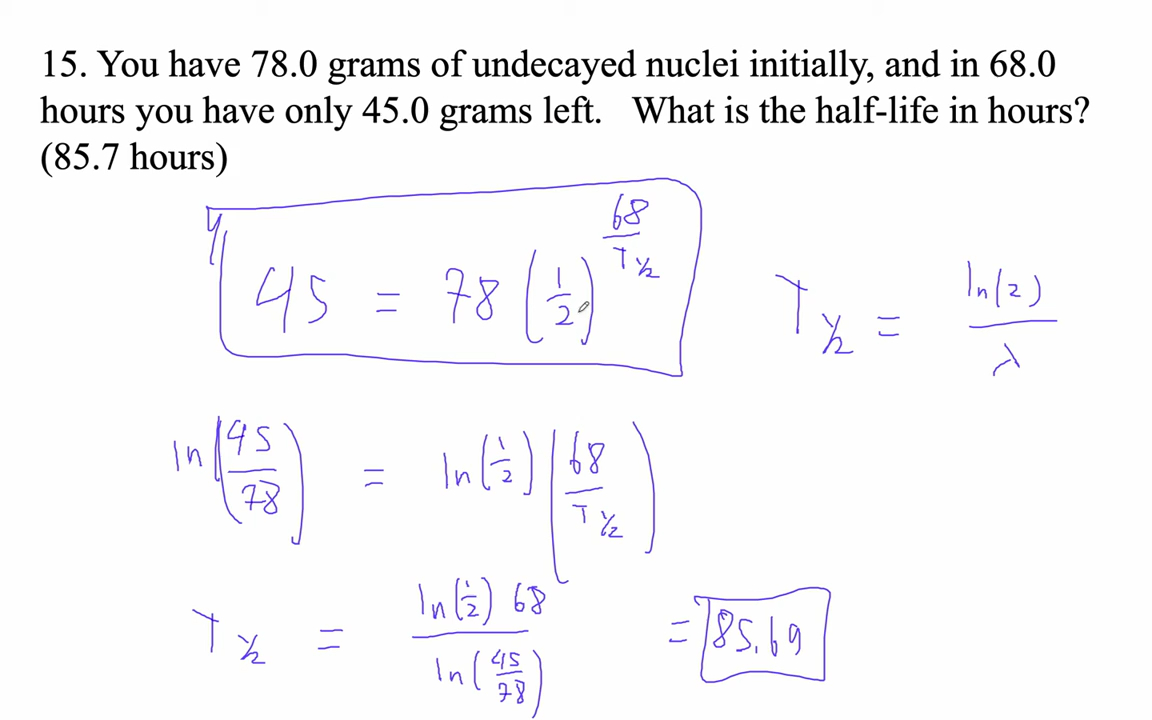 15. You have 78.0 grams of undecayed nuclei initially, and in 68.0
hours you have only 45.0 grams left. What is the half-life in hours?
(85.7 hours)
45 = 78 (1/2)^(68/T½)
T½ = ln(2)/λ
ln(45/78) = ln(1/2) (68/T½)
T½ = ln(1/2) 68 / ln(45/78) = 85.69